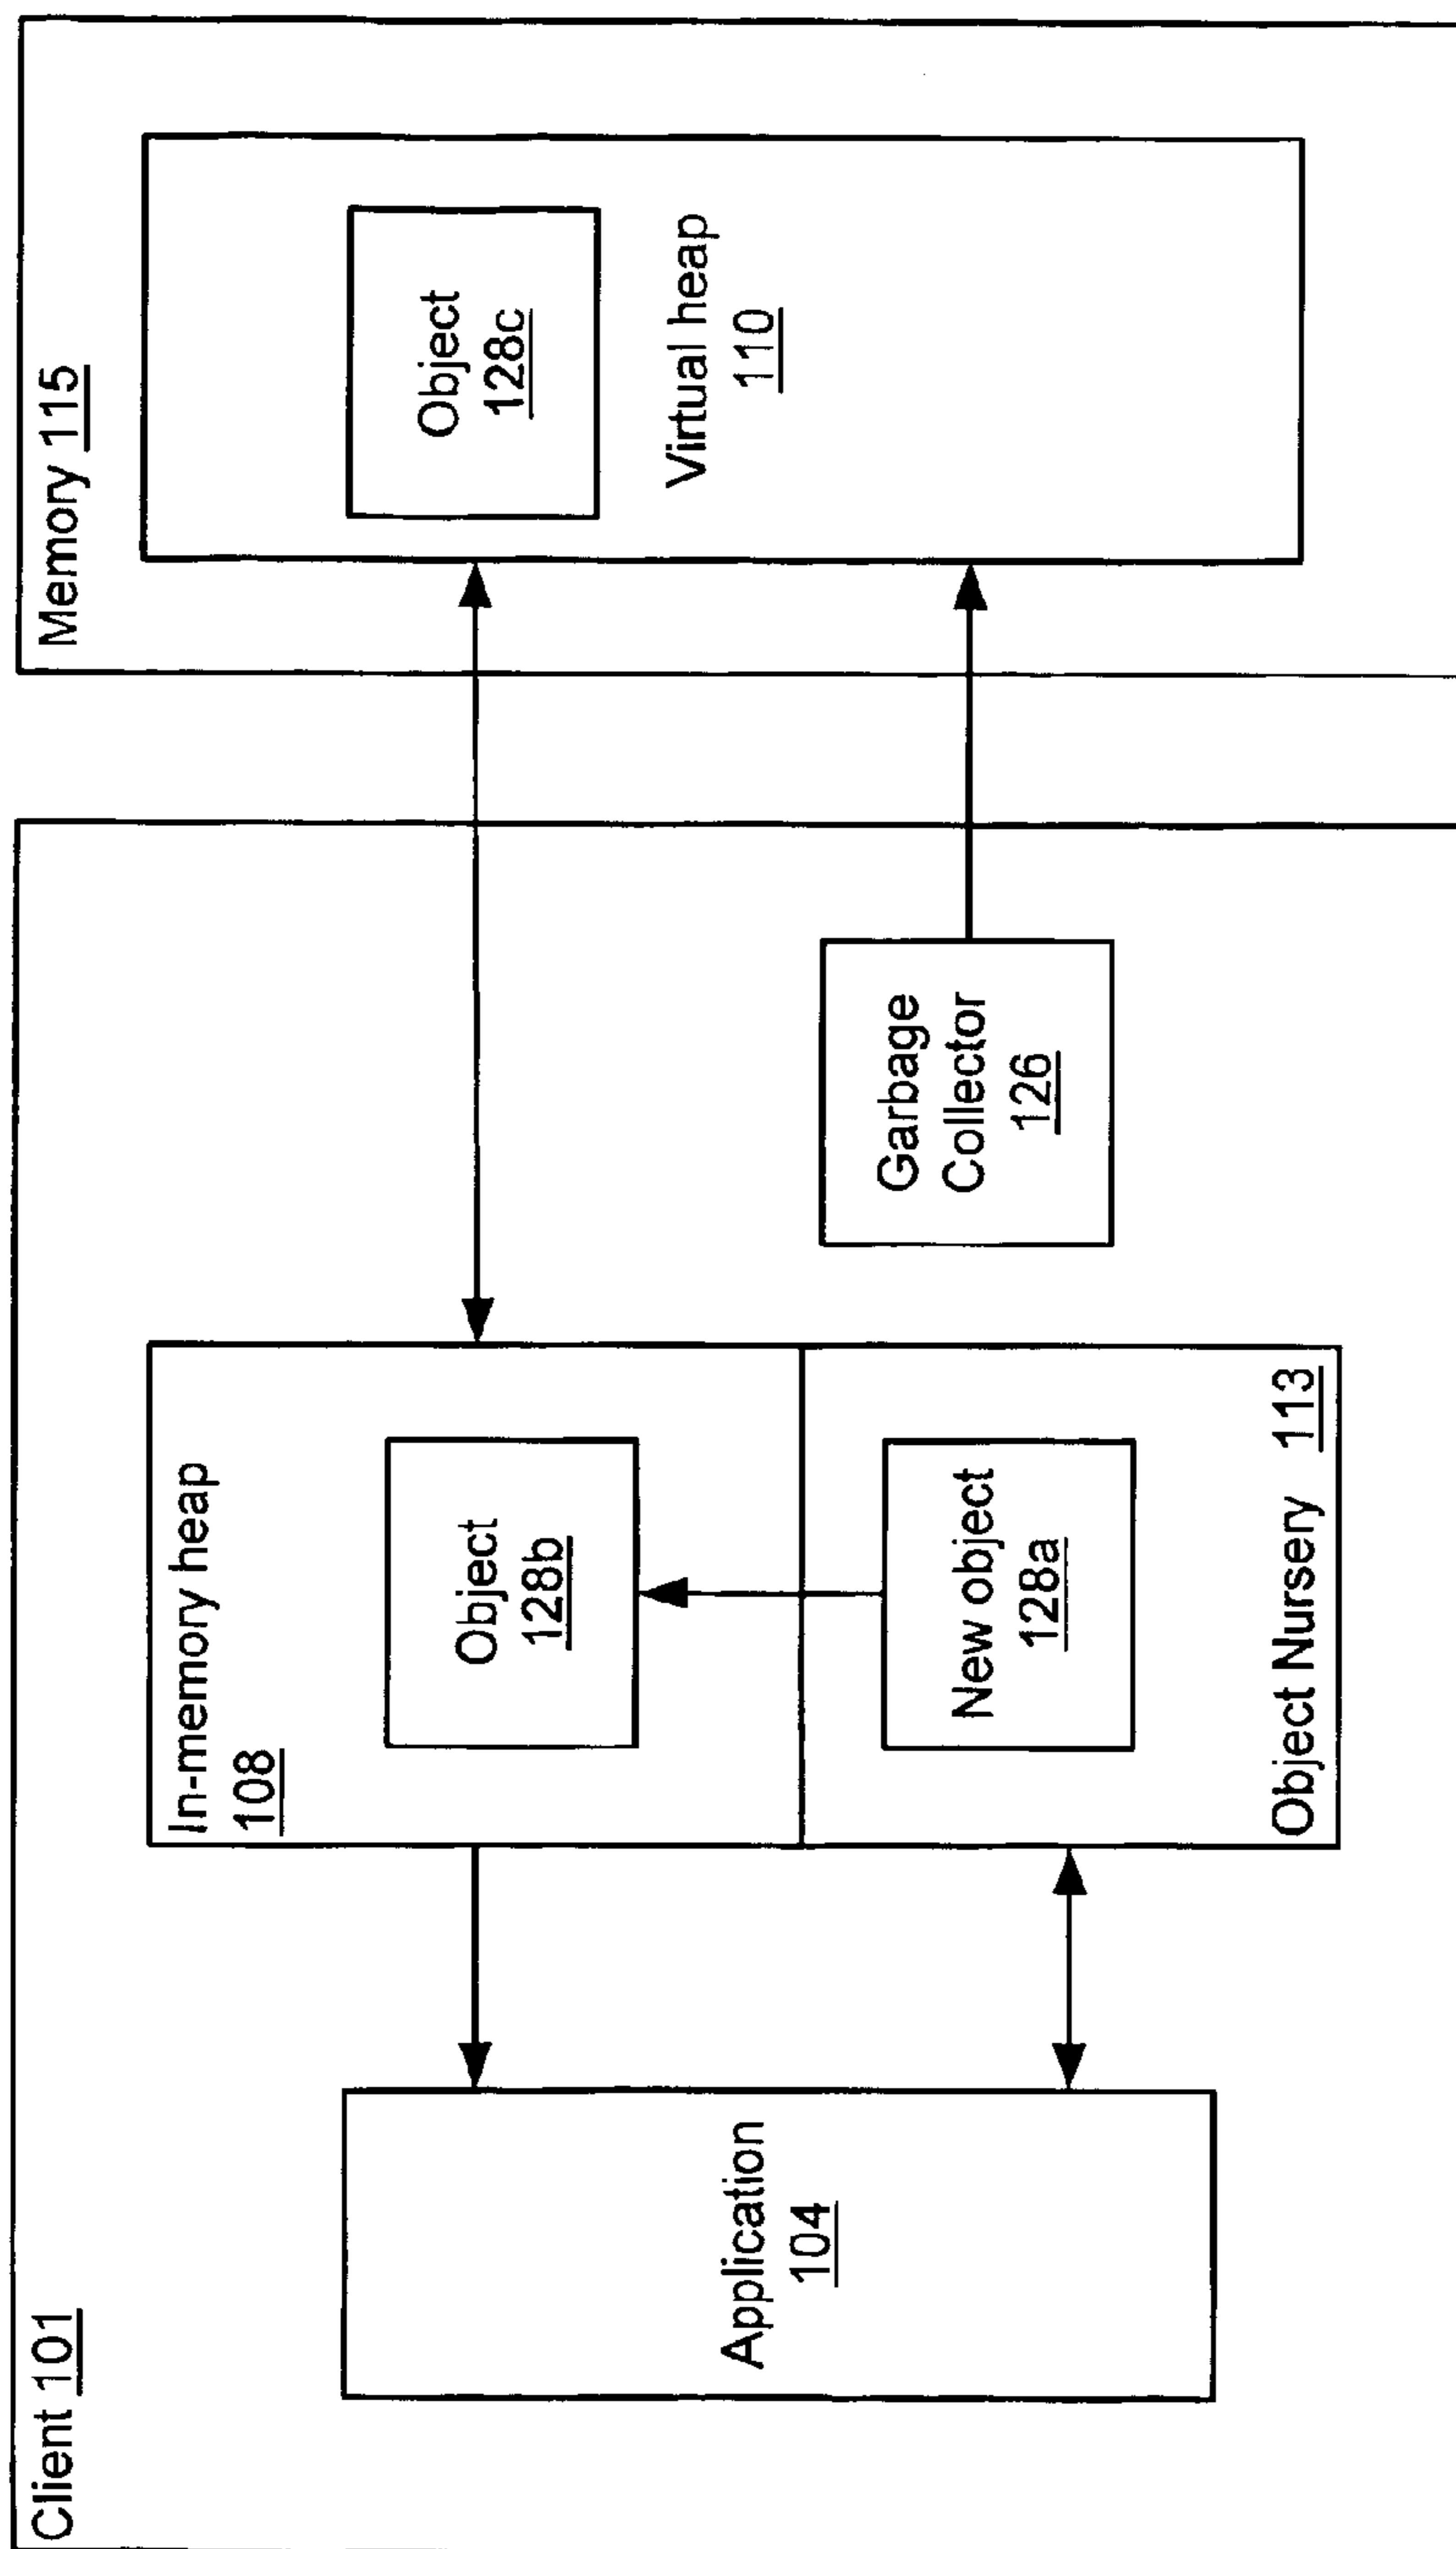 Client 101
Application
104
In-memory heap
108
Object
128b
New object
128a
Object Nursery 113
Garbage
Collector
126
Memory 115
Object
128c
Virtual heap
110